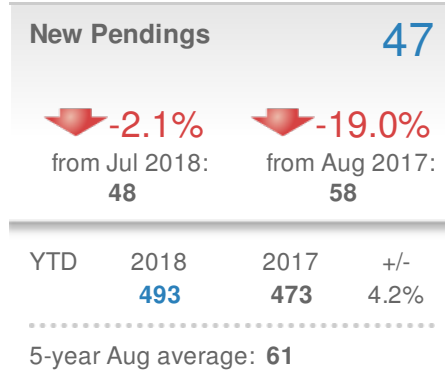 New Pendings 47
-2.1% -19.0%
from Jul 2018: from Aug 2017:
48 58
YTD 2018 2017 +/-
493 473 4.2%
5-year Aug average: 61